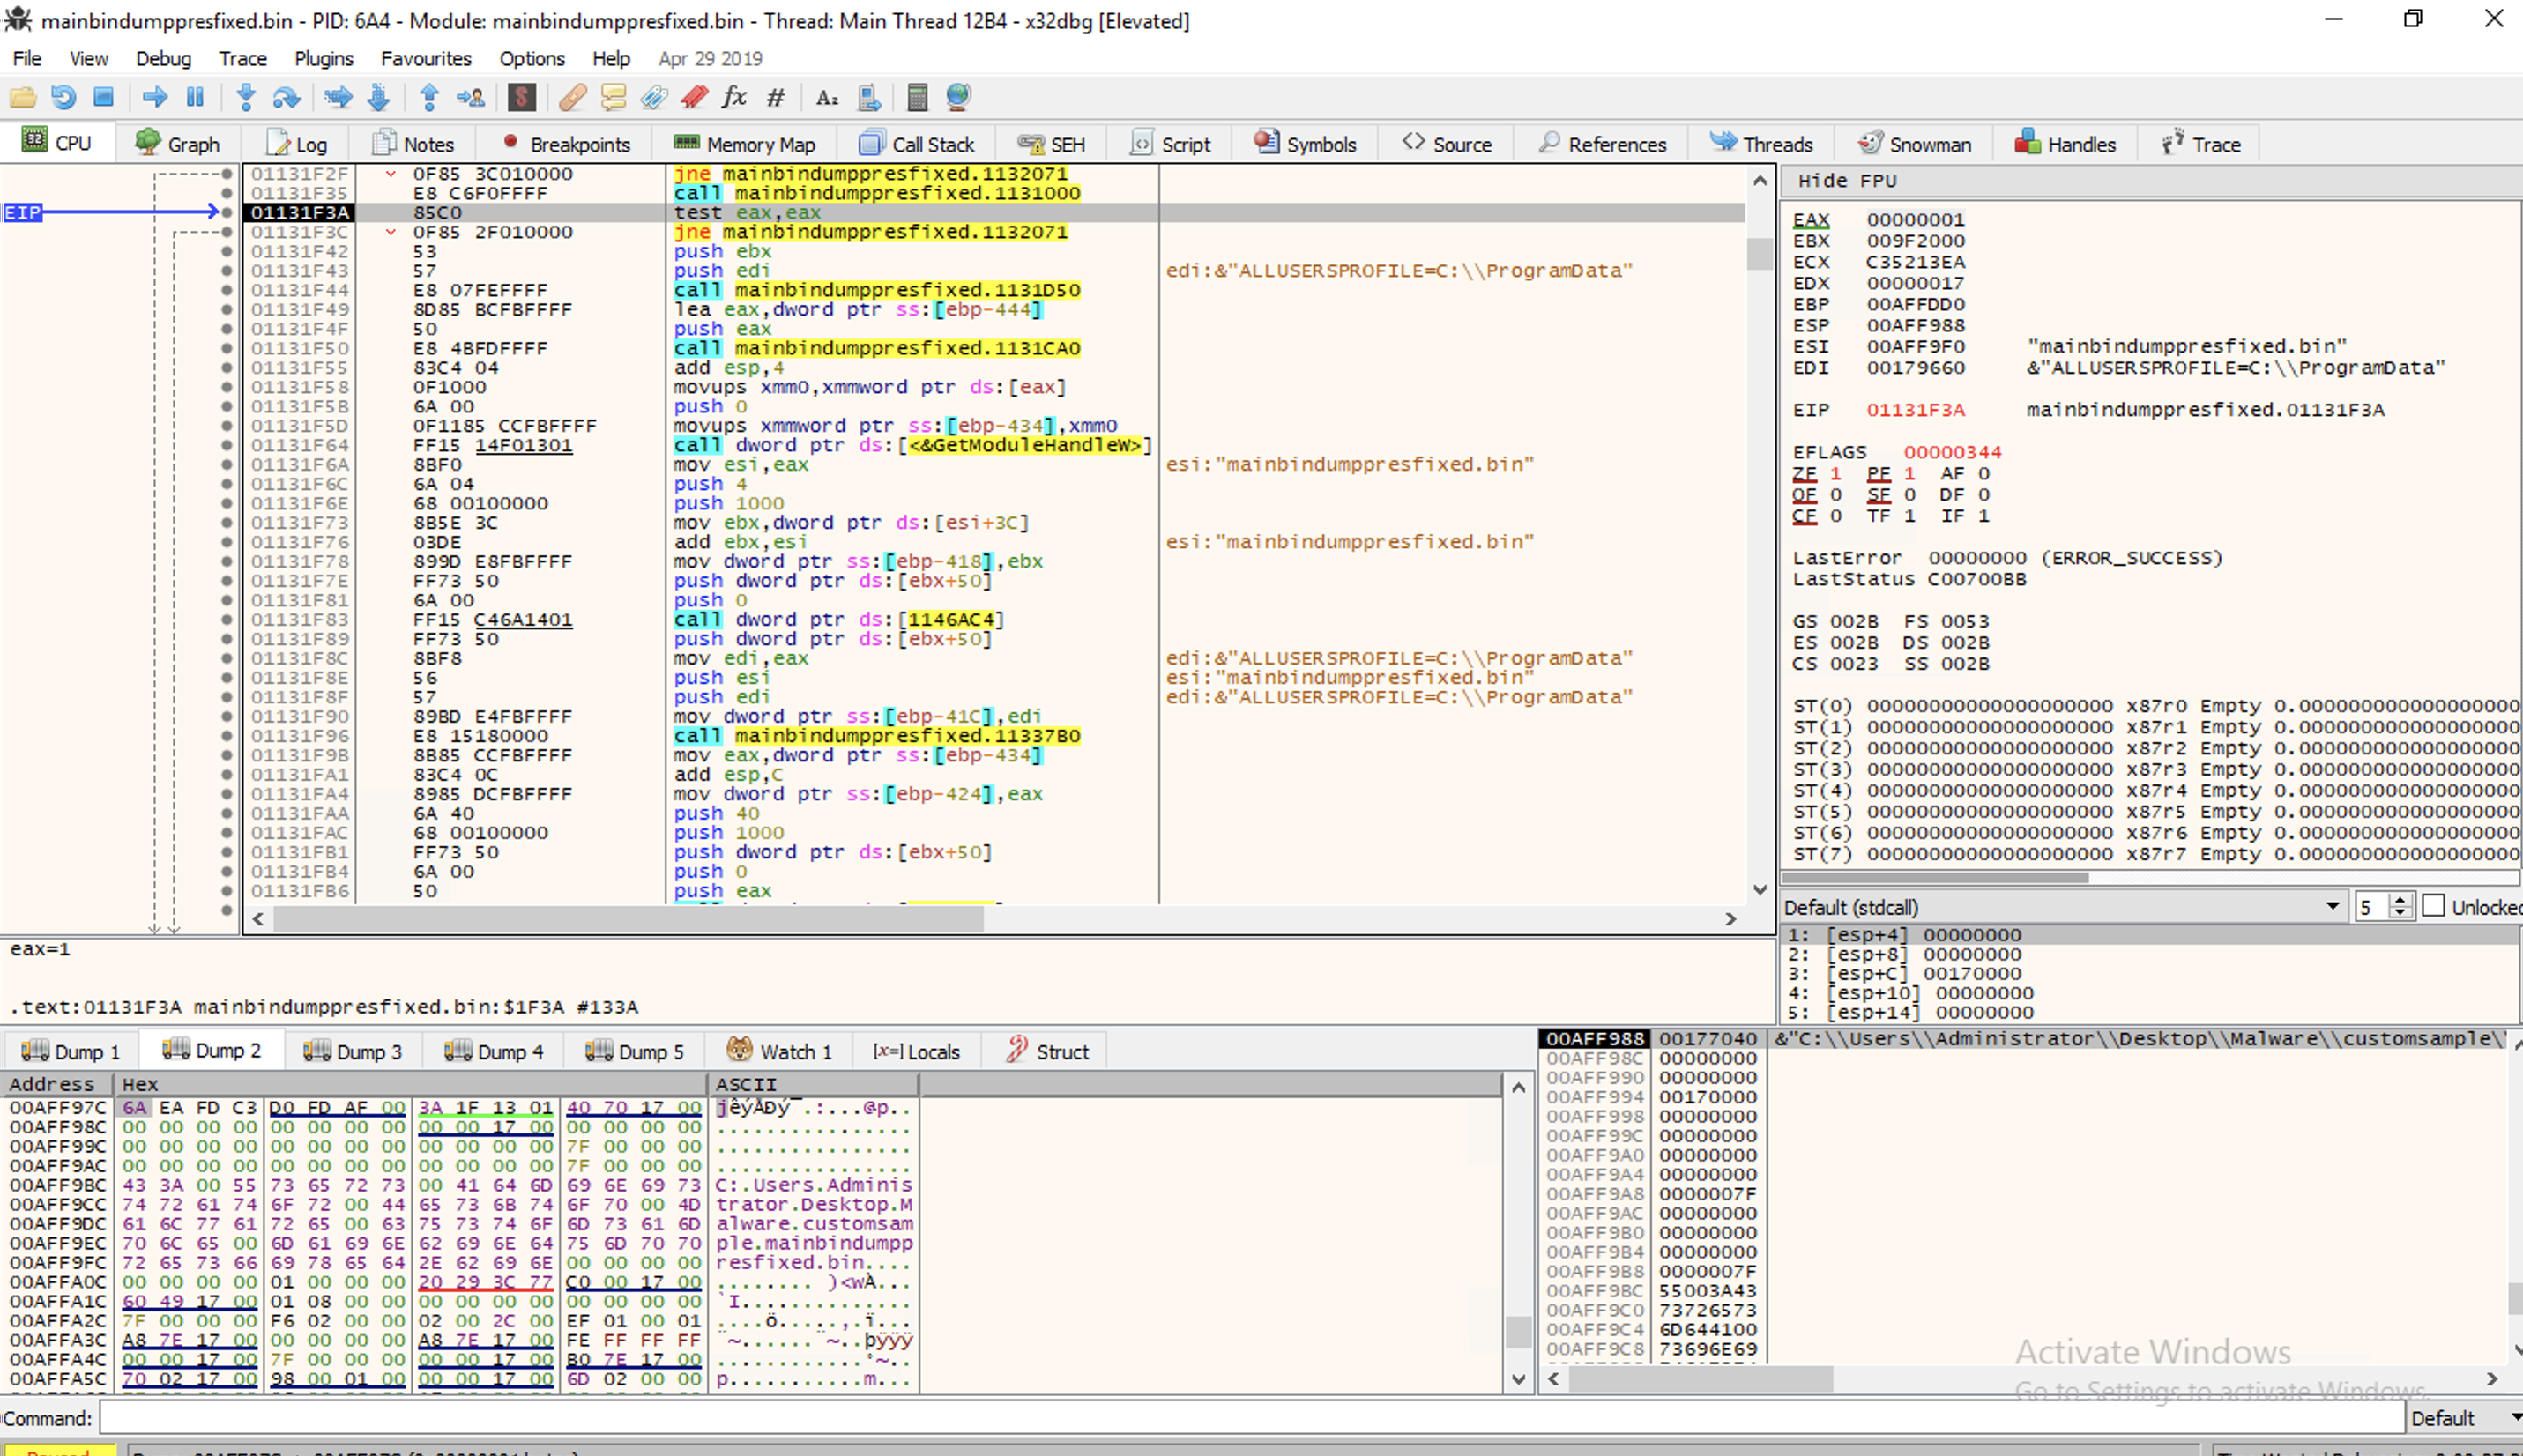 mainbindumppresfixed.bin - PID: 6A4 - Module: mainbindumppresfixed.bin - Thread: Main Thread 12B4 - x32dbg [Elevated]
File View Debug Trace Plugins Favourites Options Help Apr 29 2019
CPU Graph Log Notes Breakpoints Memory Map Call Stack SEH Script Symbols Source References Threads Snowman Handles Trace
EIP
01131F2F 0F85 3C010000 jne mainbindumppresfixed.1132071
01131F35 E8 C6F0FFFF call mainbindumppresfixed.1131000
01131F3A 85C0 test eax,eax
01131F3C 0F85 2F010000 jne mainbindumppresfixed.1132071
01131F42 53 push ebx
01131F43 57 push edi edi:&"ALLUSERSPROFILE=C:\\ProgramData"
01131F44 E8 07FEFFFF call mainbindumppresfixed.1131D50
01131F49 8D85 BCFBFFFF lea eax,dword ptr ss:[ebp-444]
01131F4F 50 push eax
01131F50 E8 4BFDFFFF call mainbindumppresfixed.1131CA0
01131F55 83C4 04 add esp,4
01131F58 0F1000 movups xmm0,xmmword ptr ds:[eax]
01131F5B 6A 00 push 0
01131F5D 0F1185 CCFBFFFF movups xmmword ptr ss:[ebp-434],xmm0
01131F64 FF15 14F01301 call dword ptr ds:[<&GetModuleHandleW>]
01131F6A 8BF0 mov esi,eax esi:"mainbindumppresfixed.bin"
01131F6C 6A 04 push 4
01131F6E 68 00100000 push 1000
01131F73 8B5E 3C mov ebx,dword ptr ds:[esi+3C]
01131F76 03DE add ebx,esi esi:"mainbindumppresfixed.bin"
01131F78 899D E8FBFFFF mov dword ptr ss:[ebp-418],ebx
01131F7E FF73 50 push dword ptr ds:[ebx+50]
01131F81 6A 00 push 0
01131F83 FF15 C46A1401 call dword ptr ds:[1146AC4]
01131F89 FF73 50 push dword ptr ds:[ebx+50]
01131F8C 8BF8 mov edi,eax edi:&"ALLUSERSPROFILE=C:\\ProgramData"
01131F8E 56 push esi esi:"mainbindumppresfixed.bin"
01131F8F 57 push edi edi:&"ALLUSERSPROFILE=C:\\ProgramData"
01131F90 89BD E4FBFFFF mov dword ptr ss:[ebp-41C],edi
01131F96 E8 15180000 call mainbindumppresfixed.11337B0
01131F9B 8B85 CCFBFFFF mov eax,dword ptr ss:[ebp-434]
01131FA1 83C4 0C add esp,C
01131FA4 8985 DCFBFFFF mov dword ptr ss:[ebp-424],eax
01131FAA 6A 40 push 40
01131FAC 68 00100000 push 1000
01131FB1 FF73 50 push dword ptr ds:[ebx+50]
01131FB4 6A 00 push 0
01131FB6 50 push eax
Hide FPU
EAX 00000001
EBX 009F2000
ECX C35213EA
EDX 00000017
EBP 00AFFDD0
ESP 00AFF988
ESI 00AFF9F0 "mainbindumppresfixed.bin"
EDI 00179660 &"ALLUSERSPROFILE=C:\\ProgramData"
EIP 01131F3A mainbindumppresfixed.01131F3A
EFLAGS 00000344
ZF 1 PF 1 AF 0
OF 0 SF 0 DF 0
CF 0 TF 1 IF 1
LastError 00000000 (ERROR_SUCCESS)
LastStatus C00700BB
GS 002B FS 0053
ES 002B DS 002B
CS 0023 SS 002B
ST(0) 00000000000000000000 x87r0 Empty 0.000000000000000000
ST(1) 00000000000000000000 x87r1 Empty 0.000000000000000000
ST(2) 00000000000000000000 x87r2 Empty 0.000000000000000000
ST(3) 00000000000000000000 x87r3 Empty 0.000000000000000000
ST(4) 00000000000000000000 x87r4 Empty 0.000000000000000000
ST(5) 00000000000000000000 x87r5 Empty 0.000000000000000000
ST(6) 00000000000000000000 x87r6 Empty 0.000000000000000000
ST(7) 00000000000000000000 x87r7 Empty 0.000000000000000000
Default (stdcall) 5 Unlocked
1: [esp+4] 00000000
2: [esp+8] 00000000
3: [esp+C] 00170000
4: [esp+10] 00000000
5: [esp+14] 00000000
eax=1
.text:01131F3A mainbindumppresfixed.bin:$1F3A #133A
Dump 1 Dump 2 Dump 3 Dump 4 Dump 5 Watch 1 [x=] Locals Struct
Address Hex ASCII
00AFF97C 6A EA FD C3 D0 FD AF 00 3A 1F 13 01 40 70 17 00 jêýÃÐý¯.:...@p..
00AFF98C 00 00 00 00 00 00 00 00 00 00 17 00 00 00 00 00 ................
00AFF99C 00 00 00 00 00 00 00 00 00 00 00 00 7F 00 00 00 ................
00AFF9AC 00 00 00 00 00 00 00 00 00 00 00 00 7F 00 00 00 ................
00AFF9BC 43 3A 00 55 73 65 72 73 00 41 64 6D 69 6E 69 73 C:.Users.Adminis
00AFF9CC 74 72 61 74 6F 72 00 44 65 73 6B 74 6F 70 00 4D trator.Desktop.M
00AFF9DC 61 6C 77 61 72 65 00 63 75 73 74 6F 6D 73 61 6D alware.customsam
00AFF9EC 70 6C 65 00 6D 61 69 6E 62 69 6E 64 75 6D 70 70 ple.mainbindumpp
00AFF9FC 72 65 73 66 69 78 65 64 2E 62 69 6E 00 00 00 00 resfixed.bin....
00AFFA0C 00 00 00 00 01 00 00 00 20 29 3C 77 C0 00 17 00 ........ )<wÀ...
00AFFA1C 60 49 17 00 01 08 00 00 00 00 00 00 00 00 00 00 `I..............
00AFFA2C 7F 00 00 00 F6 02 00 00 02 00 2C 00 EF 01 00 01 ....ö.....,.ï...
00AFFA3C A8 7E 17 00 00 00 00 00 A8 7E 17 00 FE FF FF FF ¨~......¨~..þÿÿÿ
00AFFA4C 00 00 17 00 7F 00 00 00 00 00 17 00 B0 7E 17 00 ............°~..
00AFFA5C 70 02 17 00 98 00 01 00 00 00 17 00 6D 02 00 00 p...........m...
00AFF988 00177040 &"C:\\Users\\Administrator\\Desktop\\Malware\\customsample\\
00AFF98C 00000000
00AFF990 00000000
00AFF994 00170000
00AFF998 00000000
00AFF99C 00000000
00AFF9A0 00000000
00AFF9A4 00000000
00AFF9A8 0000007F
00AFF9AC 00000000
00AFF9B0 00000000
00AFF9B4 00000000
00AFF9B8 0000007F
00AFF9BC 55003A43
00AFF9C0 73726573
00AFF9C4 6D644100
00AFF9C8 73696E69
Activate Windows
Go to Settings to activate Windows.
Command: Default